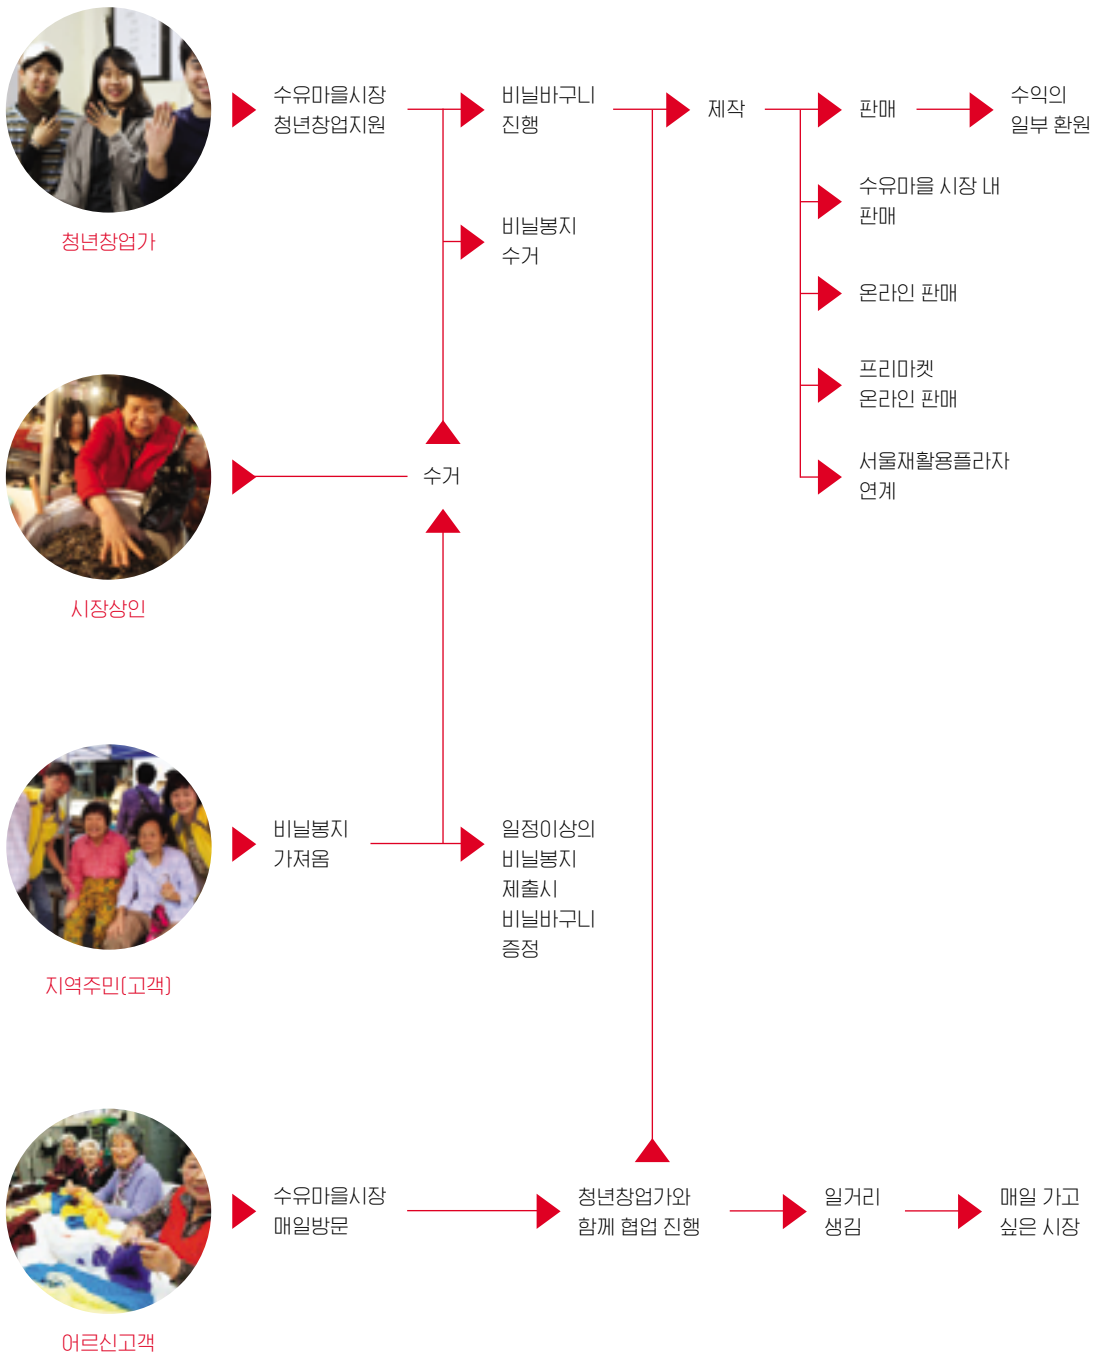 수유마을시장
청년창업지원
비닐바구니
진행
제작
판매
수익의
일부 환원
청년창업가
비닐봉지
수거
수유마을 시장 내
판매
온라인 판매
프리마켓
온라인 판매
서울재활용플라자
연계
수거
시장상인
비닐봉지
가져옴
일정이상의
비닐봉지
제출시
비닐바구니
증정
지역주민(고객)
수유마을시장
매일방문
청년창업가와
함께 협업 진행
일거리
생김
매일 가고
싶은 시장
어르신고객